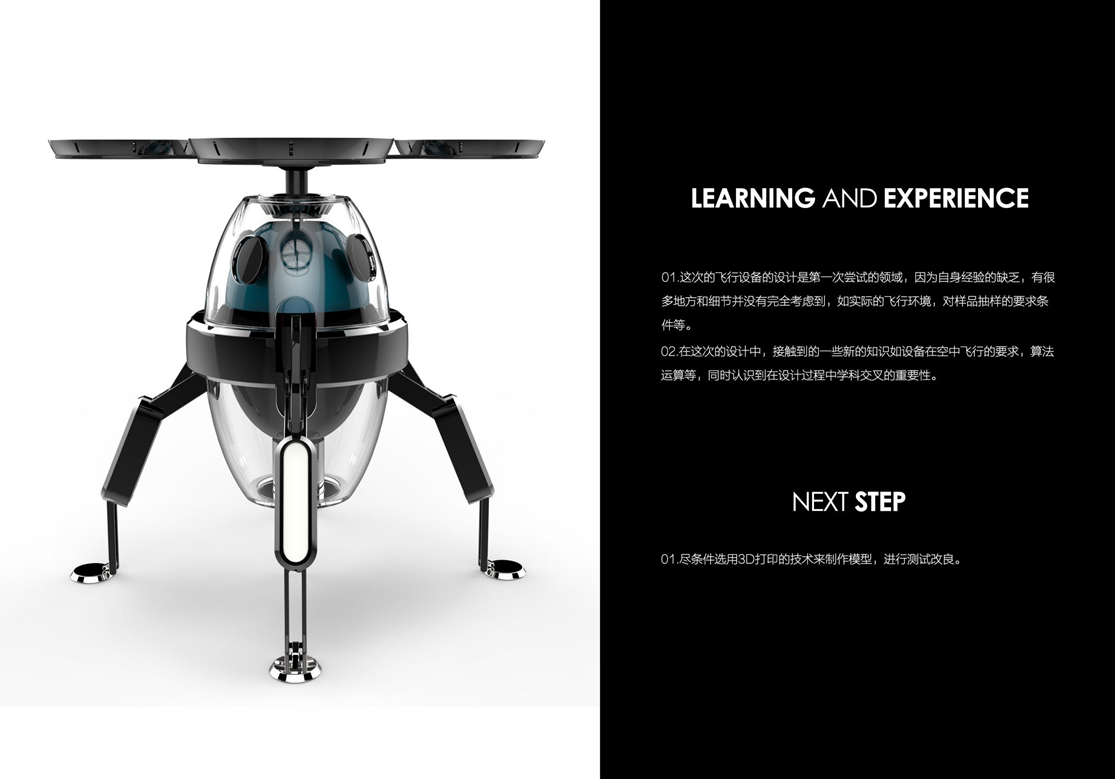 LEARNING AND EXPERIENCE
01.这次的飞行设备的设计是第一次尝试的领域，因为自身经验的缺乏，有很
多地方和细节并没有完全考虑到，如实际的飞行环境，对样品抽样的要求条
件等。
02.在这次的设计中，接触到的一些新的知识如设备在空中飞行的要求，算法
运算等，同时认识到在设计过程中学科交叉的重要性。
NEXT STEP
01.尽条件选用3D打印的技术来制作模型，进行测试改良。